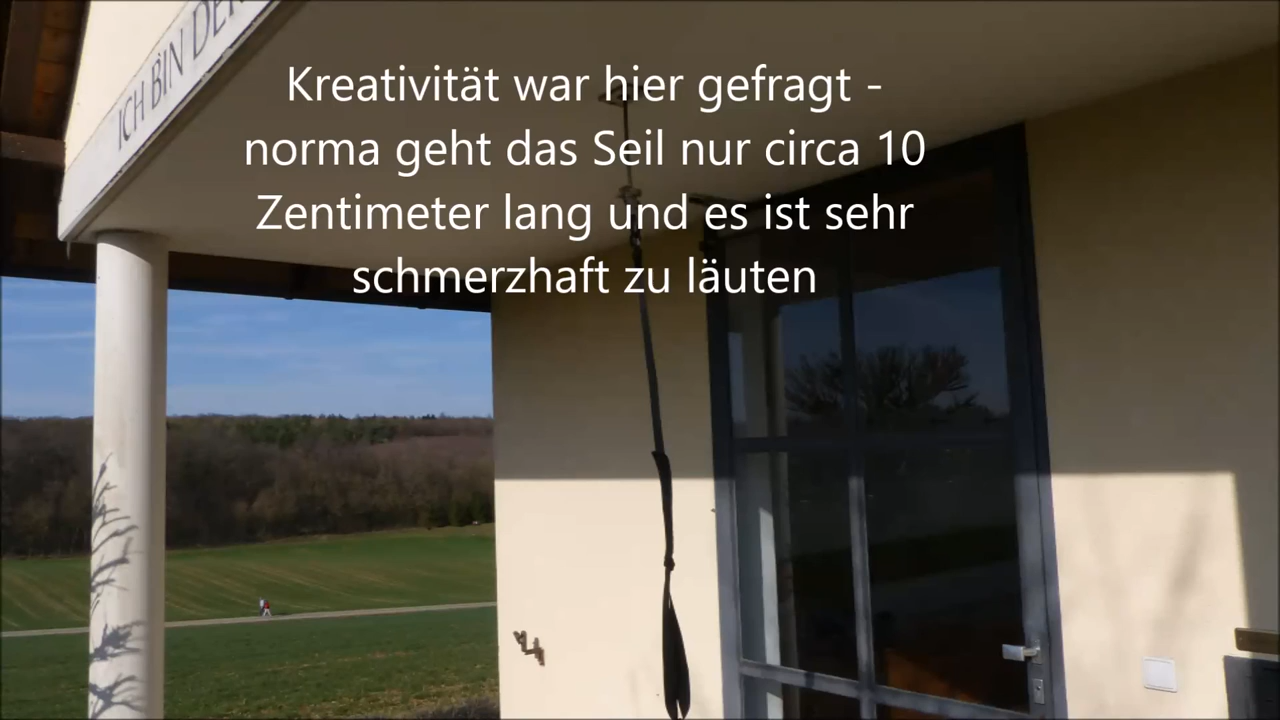 ICH BIN DER
Kreativität war hier gefragt -
norma geht das Seil nur circa 10
Zentimeter lang und es ist sehr
schmerzhaft zu läuten